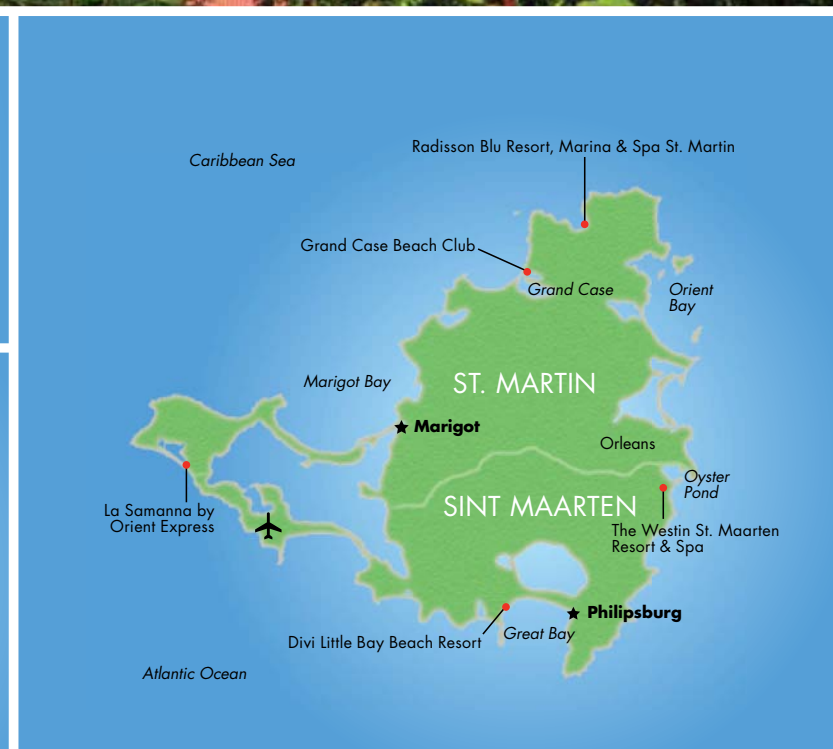 Caribbean Sea
Radisson Blu Resort, Marina & Spa St. Martin
Grand Case Beach Club
Grand Case
Orient
Bay
Marigot Bay
ST. MARTIN
Marigot
Orleans
Oyster
Pond
La Samanna by
Orient Express
SINT MAARTEN
The Westin St. Maarten
Resort & Spa
Philipsburg
Great Bay
Divi Little Bay Beach Resort
Atlantic Ocean